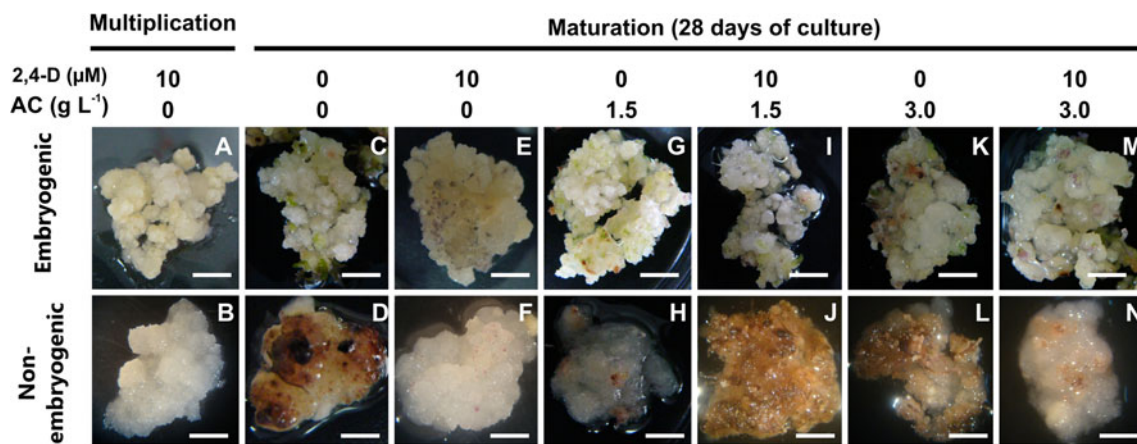 Multiplication Maturation (28 days of culture)
2,4-D (µM) 10 0 10 0 10 0 10
AC (g L⁻¹) 0 0 0 1.5 1.5 3.0 3.0
Embryogenic A C E G I K M
Non-embryogenic B D F H J L N